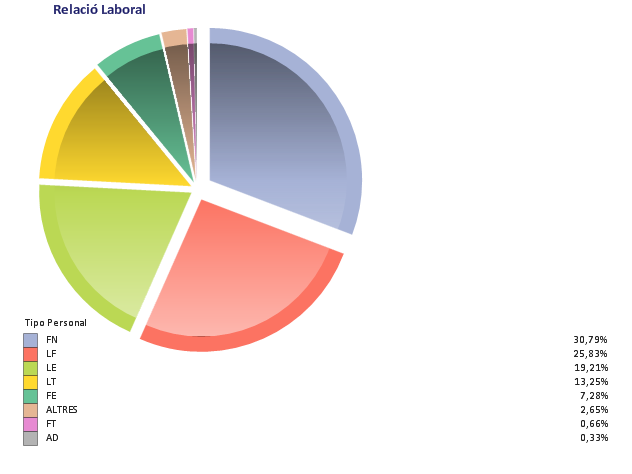 Relació Laboral
Tipo Personal
FN 30,79%
LF 25,83%
LE 19,21%
LT 13,25%
FE 7,28%
ALTRES 2,65%
FT 0,66%
AD 0,33%